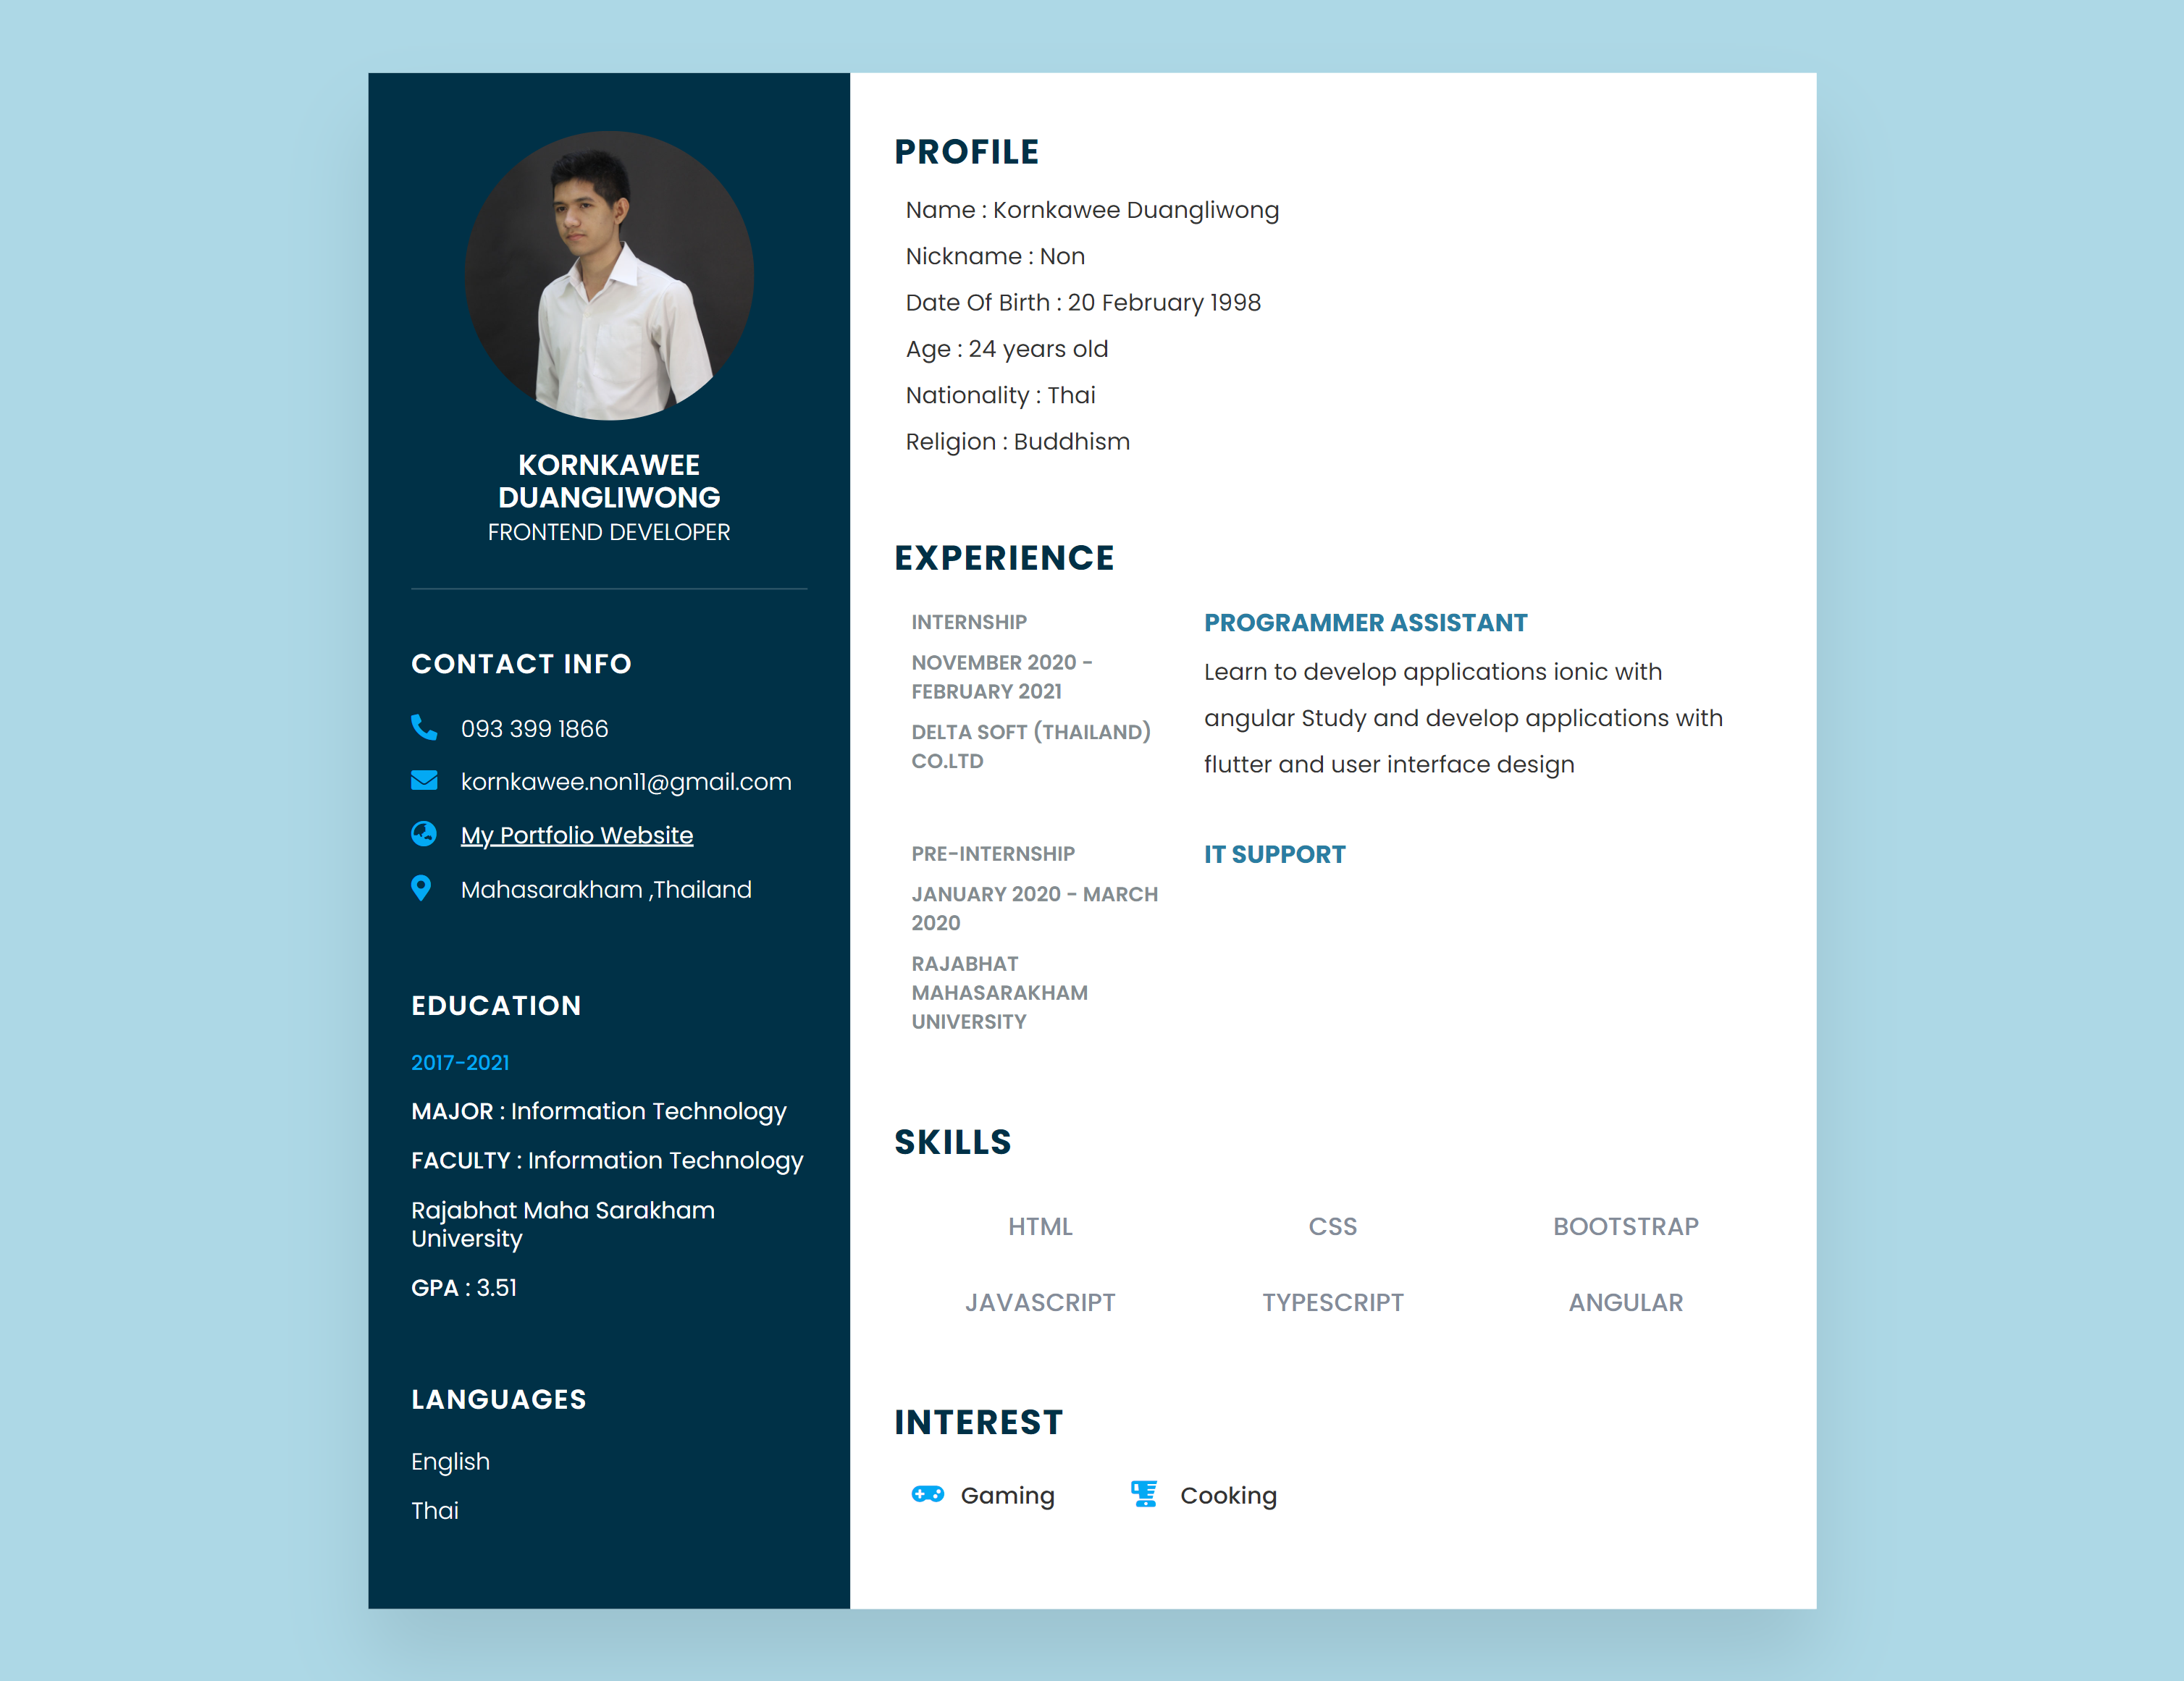 KORNKAWEE
DUANGLIWONG
FRONTEND DEVELOPER
CONTACT INFO
093 399 1866
kornkawee.non11@gmail.com
My Portfolio Website
Mahasarakham ,Thailand
EDUCATION
2017-2021
MAJOR : Information Technology
FACULTY : Information Technology
Rajabhat Maha Sarakham
University
GPA : 3.51
LANGUAGES
English
Thai
PROFILE
Name : Kornkawee Duangliwong
Nickname : Non
Date Of Birth : 20 February 1998
Age : 24 years old
Nationality : Thai
Religion : Buddhism
EXPERIENCE
INTERNSHIP
NOVEMBER 2020 -
FEBRUARY 2021
DELTA SOFT (THAILAND)
CO.LTD
PROGRAMMER ASSISTANT
Learn to develop applications ionic with
angular Study and develop applications with
flutter and user interface design
PRE-INTERNSHIP
JANUARY 2020 - MARCH
2020
RAJABHAT
MAHASARAKHAM
UNIVERSITY
IT SUPPORT
SKILLS
HTML CSS BOOTSTRAP
JAVASCRIPT TYPESCRIPT ANGULAR
INTEREST
Gaming Cooking